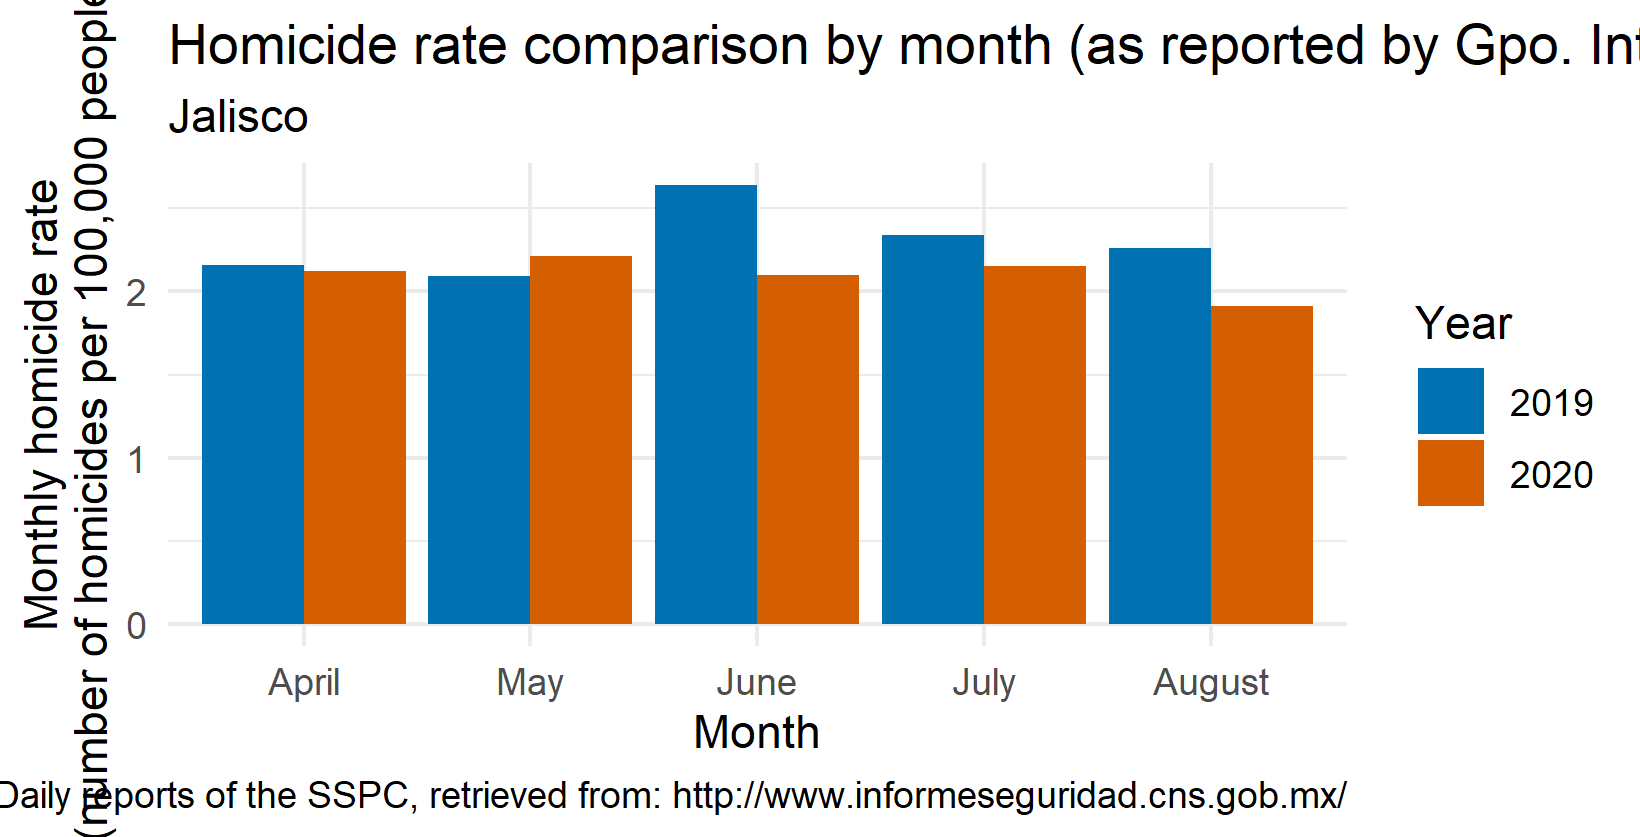 Homicide rate comparison by month (as reported by Gpo. Int
Jalisco
Monthly homicide rate
(number of homicides per 100,000 people
2
1
0
April
May
June
July
August
Month
Year
2019
2020
Daily reports of the SSPC, retrieved from: http://www.informeseguridad.cns.gob.mx/